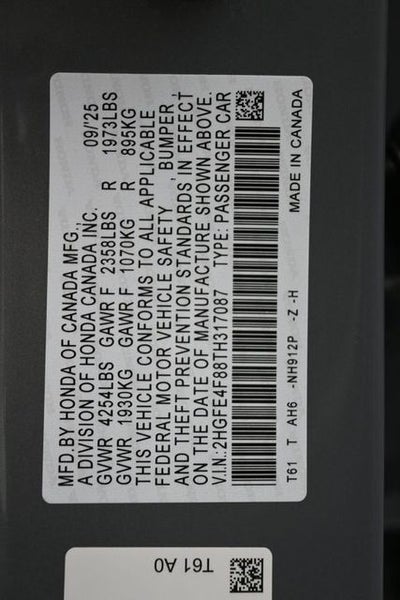 MFD.BY HONDA OF CANADA MFG.,
A DIVISION OF HONDA CANADA INC. 09/'25
GVWR 4254LBS GAWR F 2358LBS R 1973LBS
GVWR 1930KG GAWR F 1070KG R 895KG
THIS VEHICLE CONFORMS TO ALL APPLICABLE
FEDERAL MOTOR VEHICLE SAFETY , BUMPER ,
AND THEFT PREVENTION STANDARDS IN EFFECT
ON THE DATE OF MANUFACTURE SHOWN ABOVE.
V.I.N:2HGFE4F88TH317087 TYPE: PASSENGER CAR
T61 T AH6 -NH912P -Z -H MADE IN CANADA
T61 A0